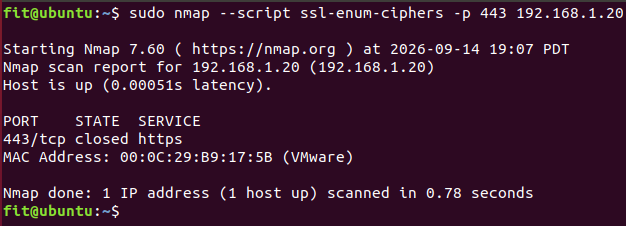 fit@ubuntu:~$ sudo nmap --script ssl-enum-ciphers -p 443 192.168.1.20
Starting Nmap 7.60 ( https://nmap.org ) at 2026-09-14 19:07 PDT
Nmap scan report for 192.168.1.20 (192.168.1.20)
Host is up (0.00051s latency).
PORT    STATE  SERVICE
443/tcp closed https
MAC Address: 00:0C:29:B9:17:5B (VMware)
Nmap done: 1 IP address (1 host up) scanned in 0.78 seconds
fit@ubuntu:~$